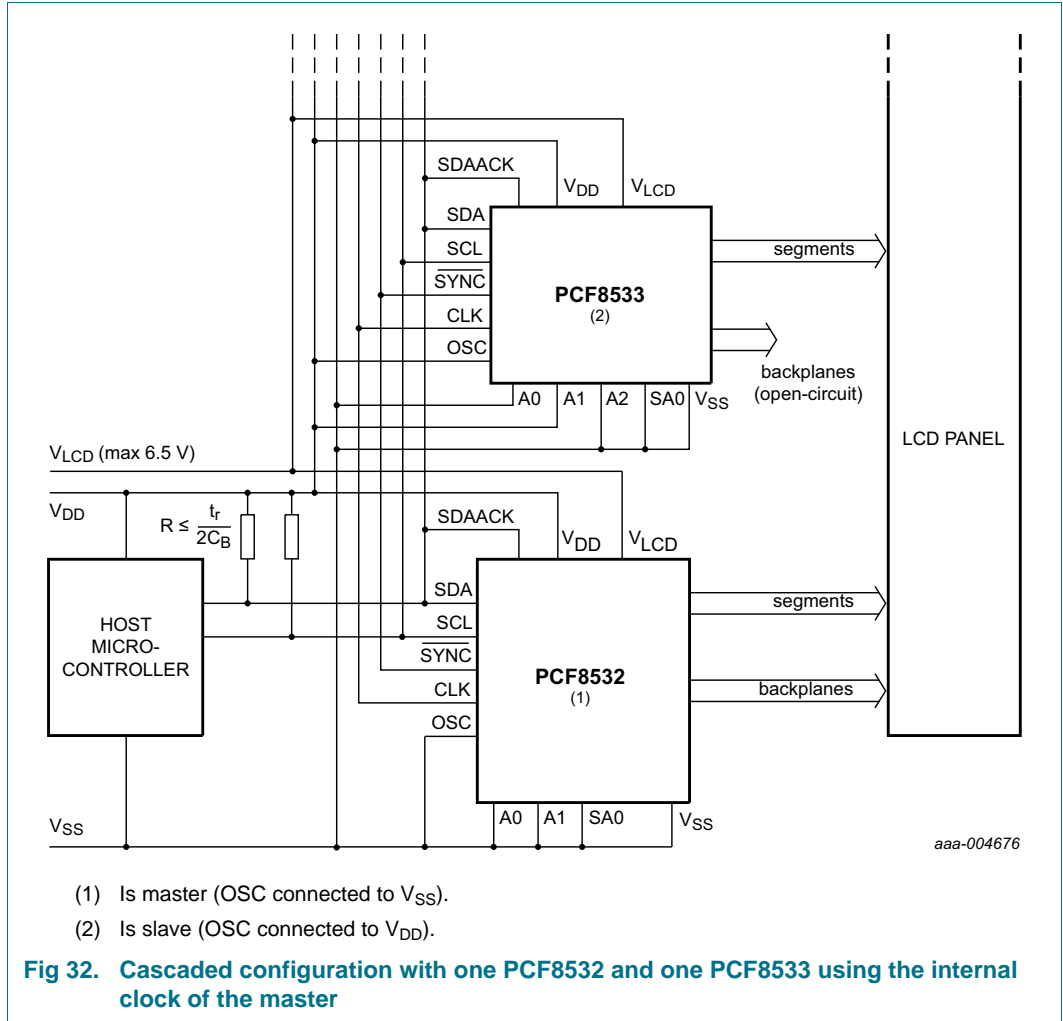 SDAACK
VDD
VLCD
SDA
SCL
SYNC
CLK
OSC
PCF8533
(2)
segments
backplanes
(open-circuit)
A0
A1
A2
SA0
VSS
LCD PANEL
VLCD (max 6.5 V)
VDD
R ≤ tr
2CB
SDAACK
VDD
VLCD
HOST
MICRO-
CONTROLLER
SDA
SCL
SYNC
CLK
OSC
PCF8532
(1)
segments
backplanes
A0
A1
SA0
VSS
VSS
aaa-004676
(1) Is master (OSC connected to VSS).
(2) Is slave (OSC connected to VDD).
Fig 32. Cascaded configuration with one PCF8532 and one PCF8533 using the internal
clock of the master